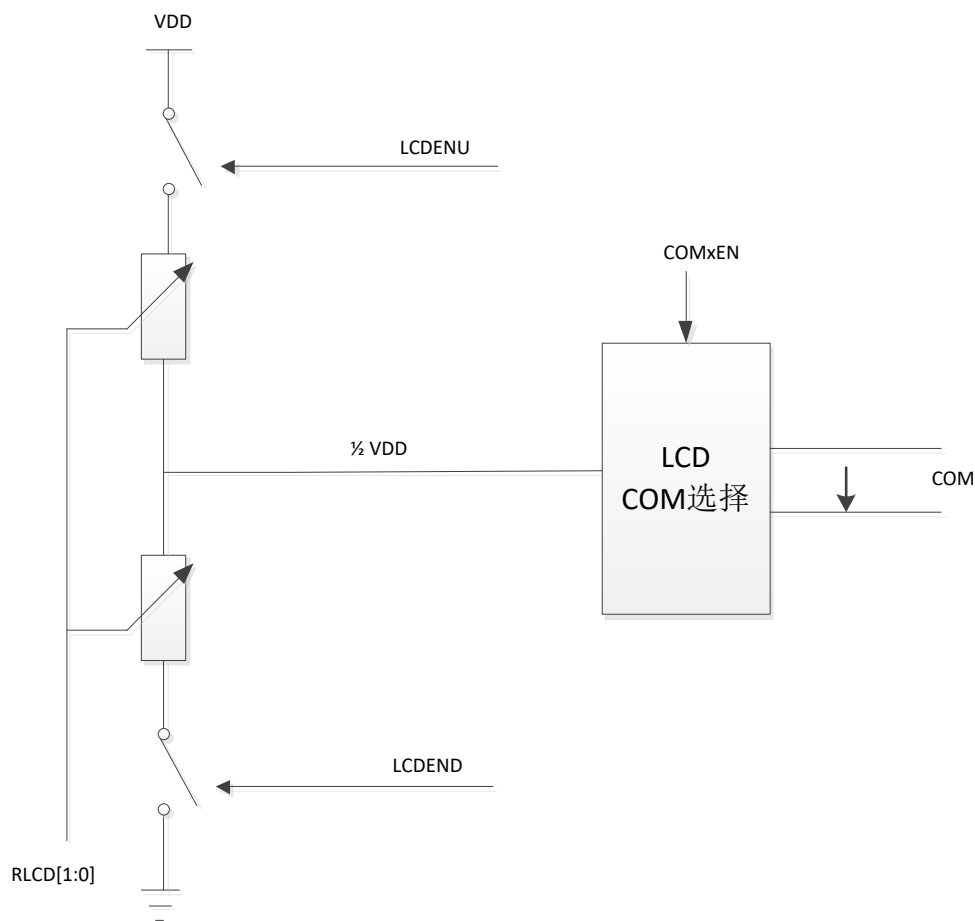 VDD
LCDENU
COMxEN
½ VDD
LCD
COM选择
COM
LCDEND
RLCD[1:0]